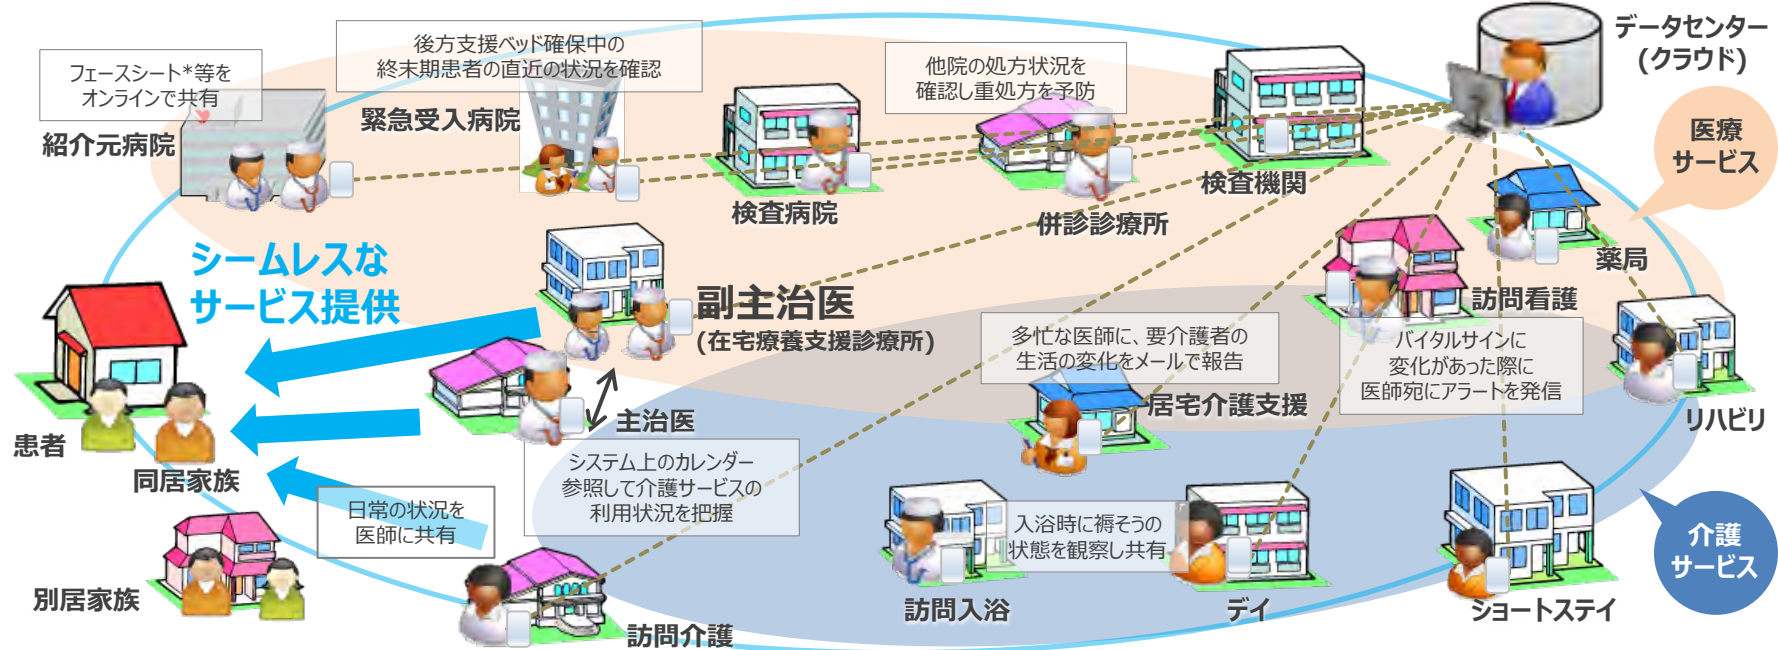 フェースシート*等を
オンラインで共有
紹介元病院
後方支援ベッド確保中の
終末期患者の直近の状況を確認
緊急受入病院
検査病院
他院の処方状況を
確認し重処方を予防
併診診療所
検査機関
データセンター
(クラウド)
医療
サービス
薬局
訪問看護
シームレスな
サービス提供
副主治医
(在宅療養支援診療所)
多忙な医師に、要介護者の
生活の変化をメールで報告
居宅介護支援
バイタルサインに
変化があった際に
医師宛にアラートを発信
リハビリ
患者
同居家族
主治医
システム上のカレンダー
参照して介護サービスの
利用状況を把握
日常の状況を
医師に共有
別居家族
訪問介護
入浴時に褥そうの
状態を観察し共有
訪問入浴
デイ
ショートステイ
介護
サービス